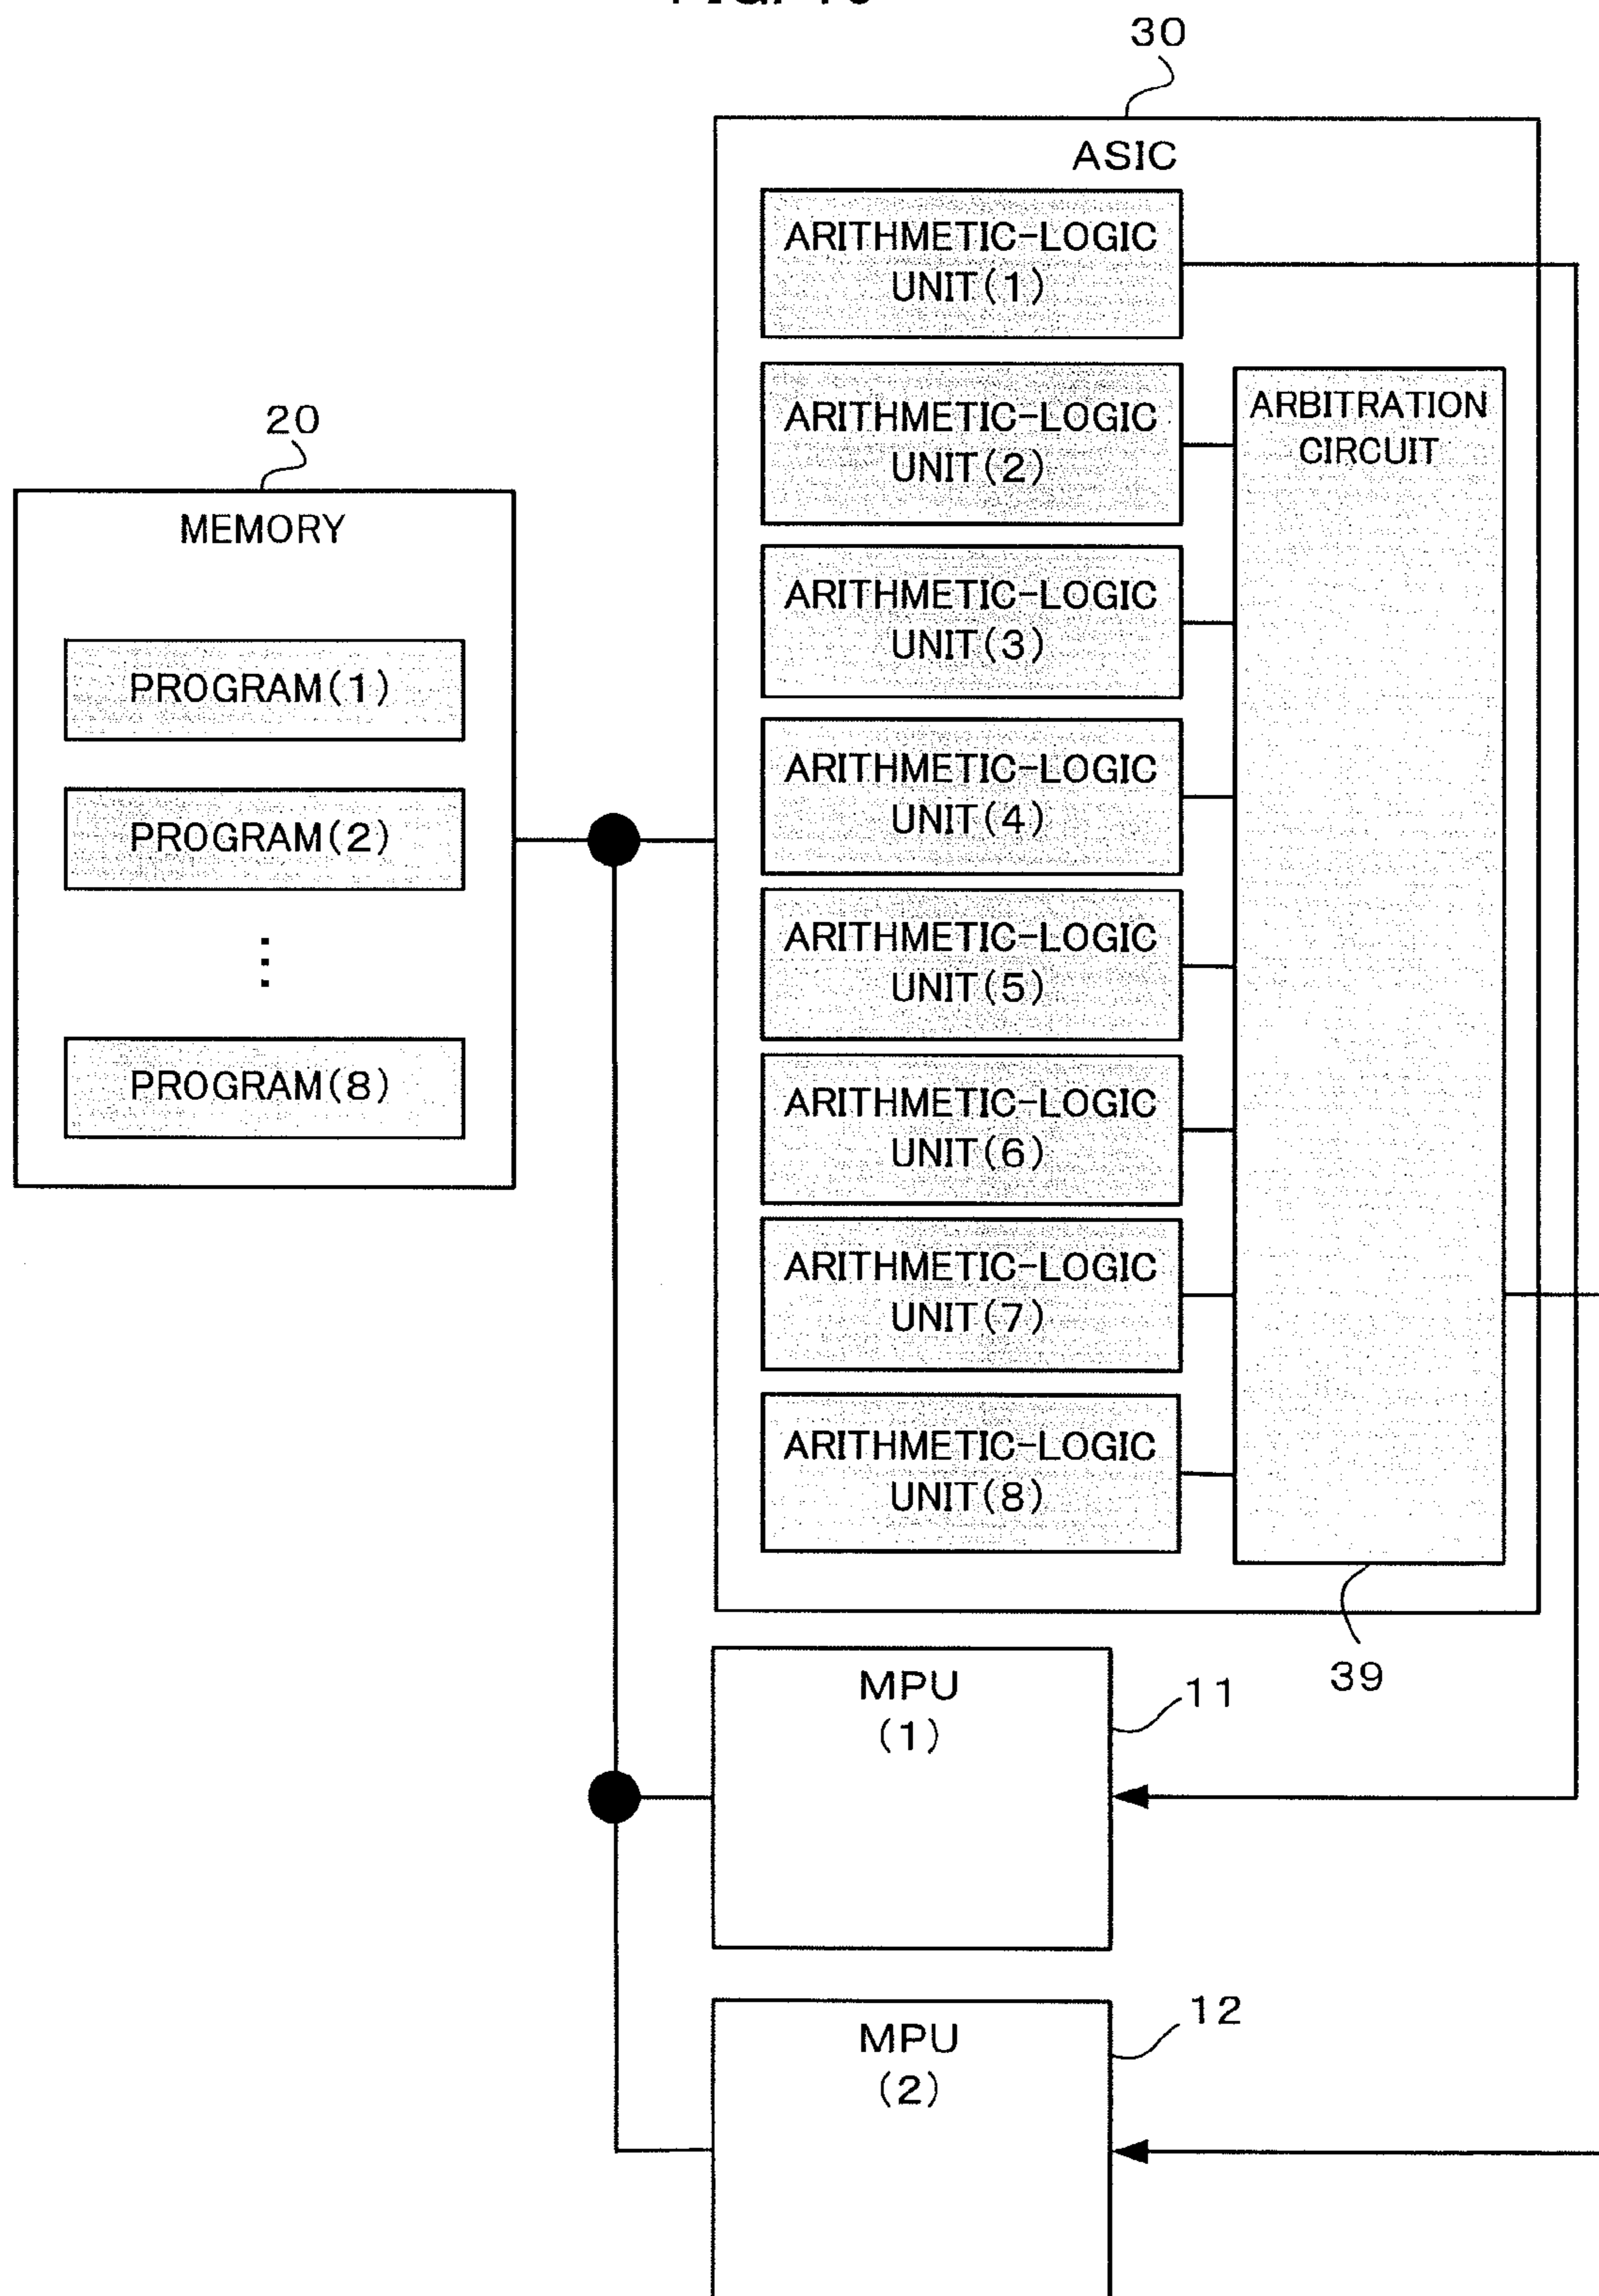 30
ASIC
ARITHMETIC-LOGIC
UNIT(1)
ARITHMETIC-LOGIC
UNIT(2)
ARBITRATION
CIRCUIT
20
MEMORY
ARITHMETIC-LOGIC
UNIT(3)
PROGRAM(1)
ARITHMETIC-LOGIC
UNIT(4)
PROGRAM(2)
ARITHMETIC-LOGIC
UNIT(5)
PROGRAM(8)
ARITHMETIC-LOGIC
UNIT(6)
ARITHMETIC-LOGIC
UNIT(7)
ARITHMETIC-LOGIC
UNIT(8)
39
MPU
(1)
11
MPU
(2)
12